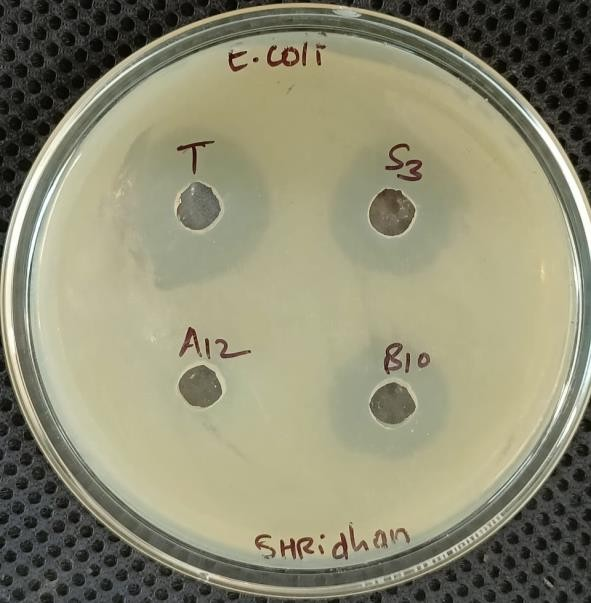 E.COLI
T
S3
A12
B10
SHRidhan